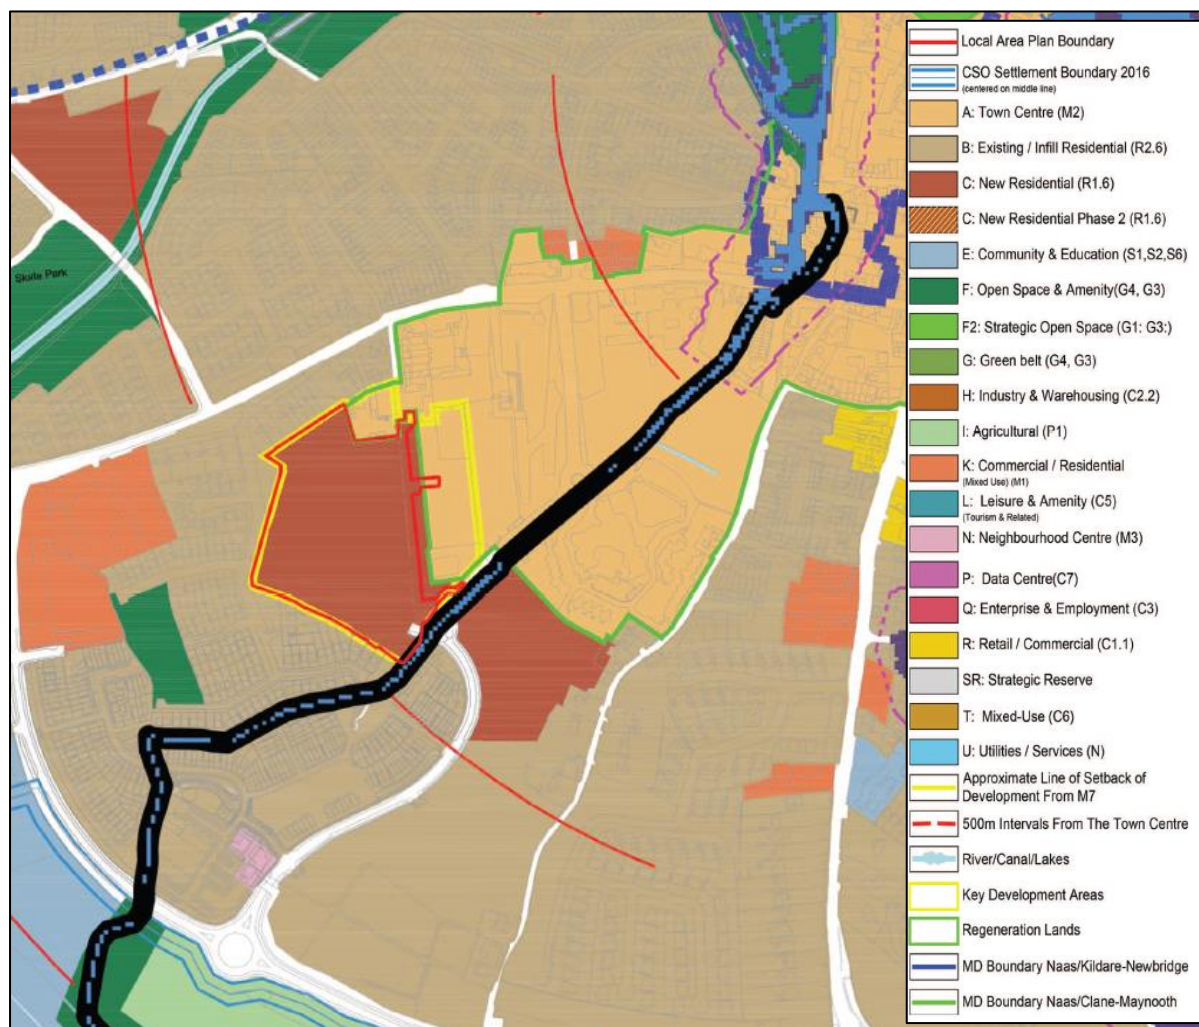 Skule Park
Local Area Plan Boundary
CSO Settlement Boundary 2016
(centered on middle line)
A: Town Centre (M2)
B: Existing / Infill Residential (R2.6)
C: New Residential (R1.6)
C: New Residential Phase 2 (R1.6)
E: Community & Education (S1,S2,S6)
F: Open Space & Amenity(G4, G3)
F2: Strategic Open Space (G1: G3:)
G: Green belt (G4, G3)
H: Industry & Warehousing (C2.2)
I: Agricultural (P1)
K: Commercial / Residential
(Mixed Use) (M1)
L: Leisure & Amenity (C5)
(Tourism & Related)
N: Neighbourhood Centre (M3)
P: Data Centre(C7)
Q: Enterprise & Employment (C3)
R: Retail / Commercial (C1.1)
SR: Strategic Reserve
T: Mixed-Use (C6)
U: Utilities / Services (N)
Approximate Line of Setback of
Development From M7
500m Intervals From The Town Centre
River/Canal/Lakes
Key Development Areas
Regeneration Lands
MD Boundary Naas/Kildare-Newbridge
MD Boundary Naas/Clane-Maynooth